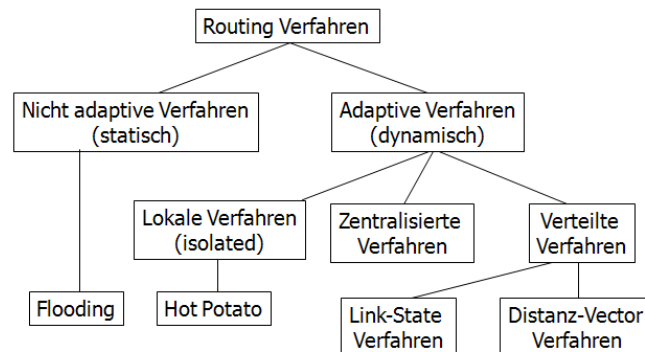 Routing Verfahren
Nicht adaptive Verfahren
(statisch)
Adaptive Verfahren
(dynamisch)
Lokale Verfahren
(isolated)
Zentralisierte
Verfahren
Verteilte
Verfahren
Flooding
Hot Potato
Link-State
Verfahren
Distanz-Vector
Verfahren